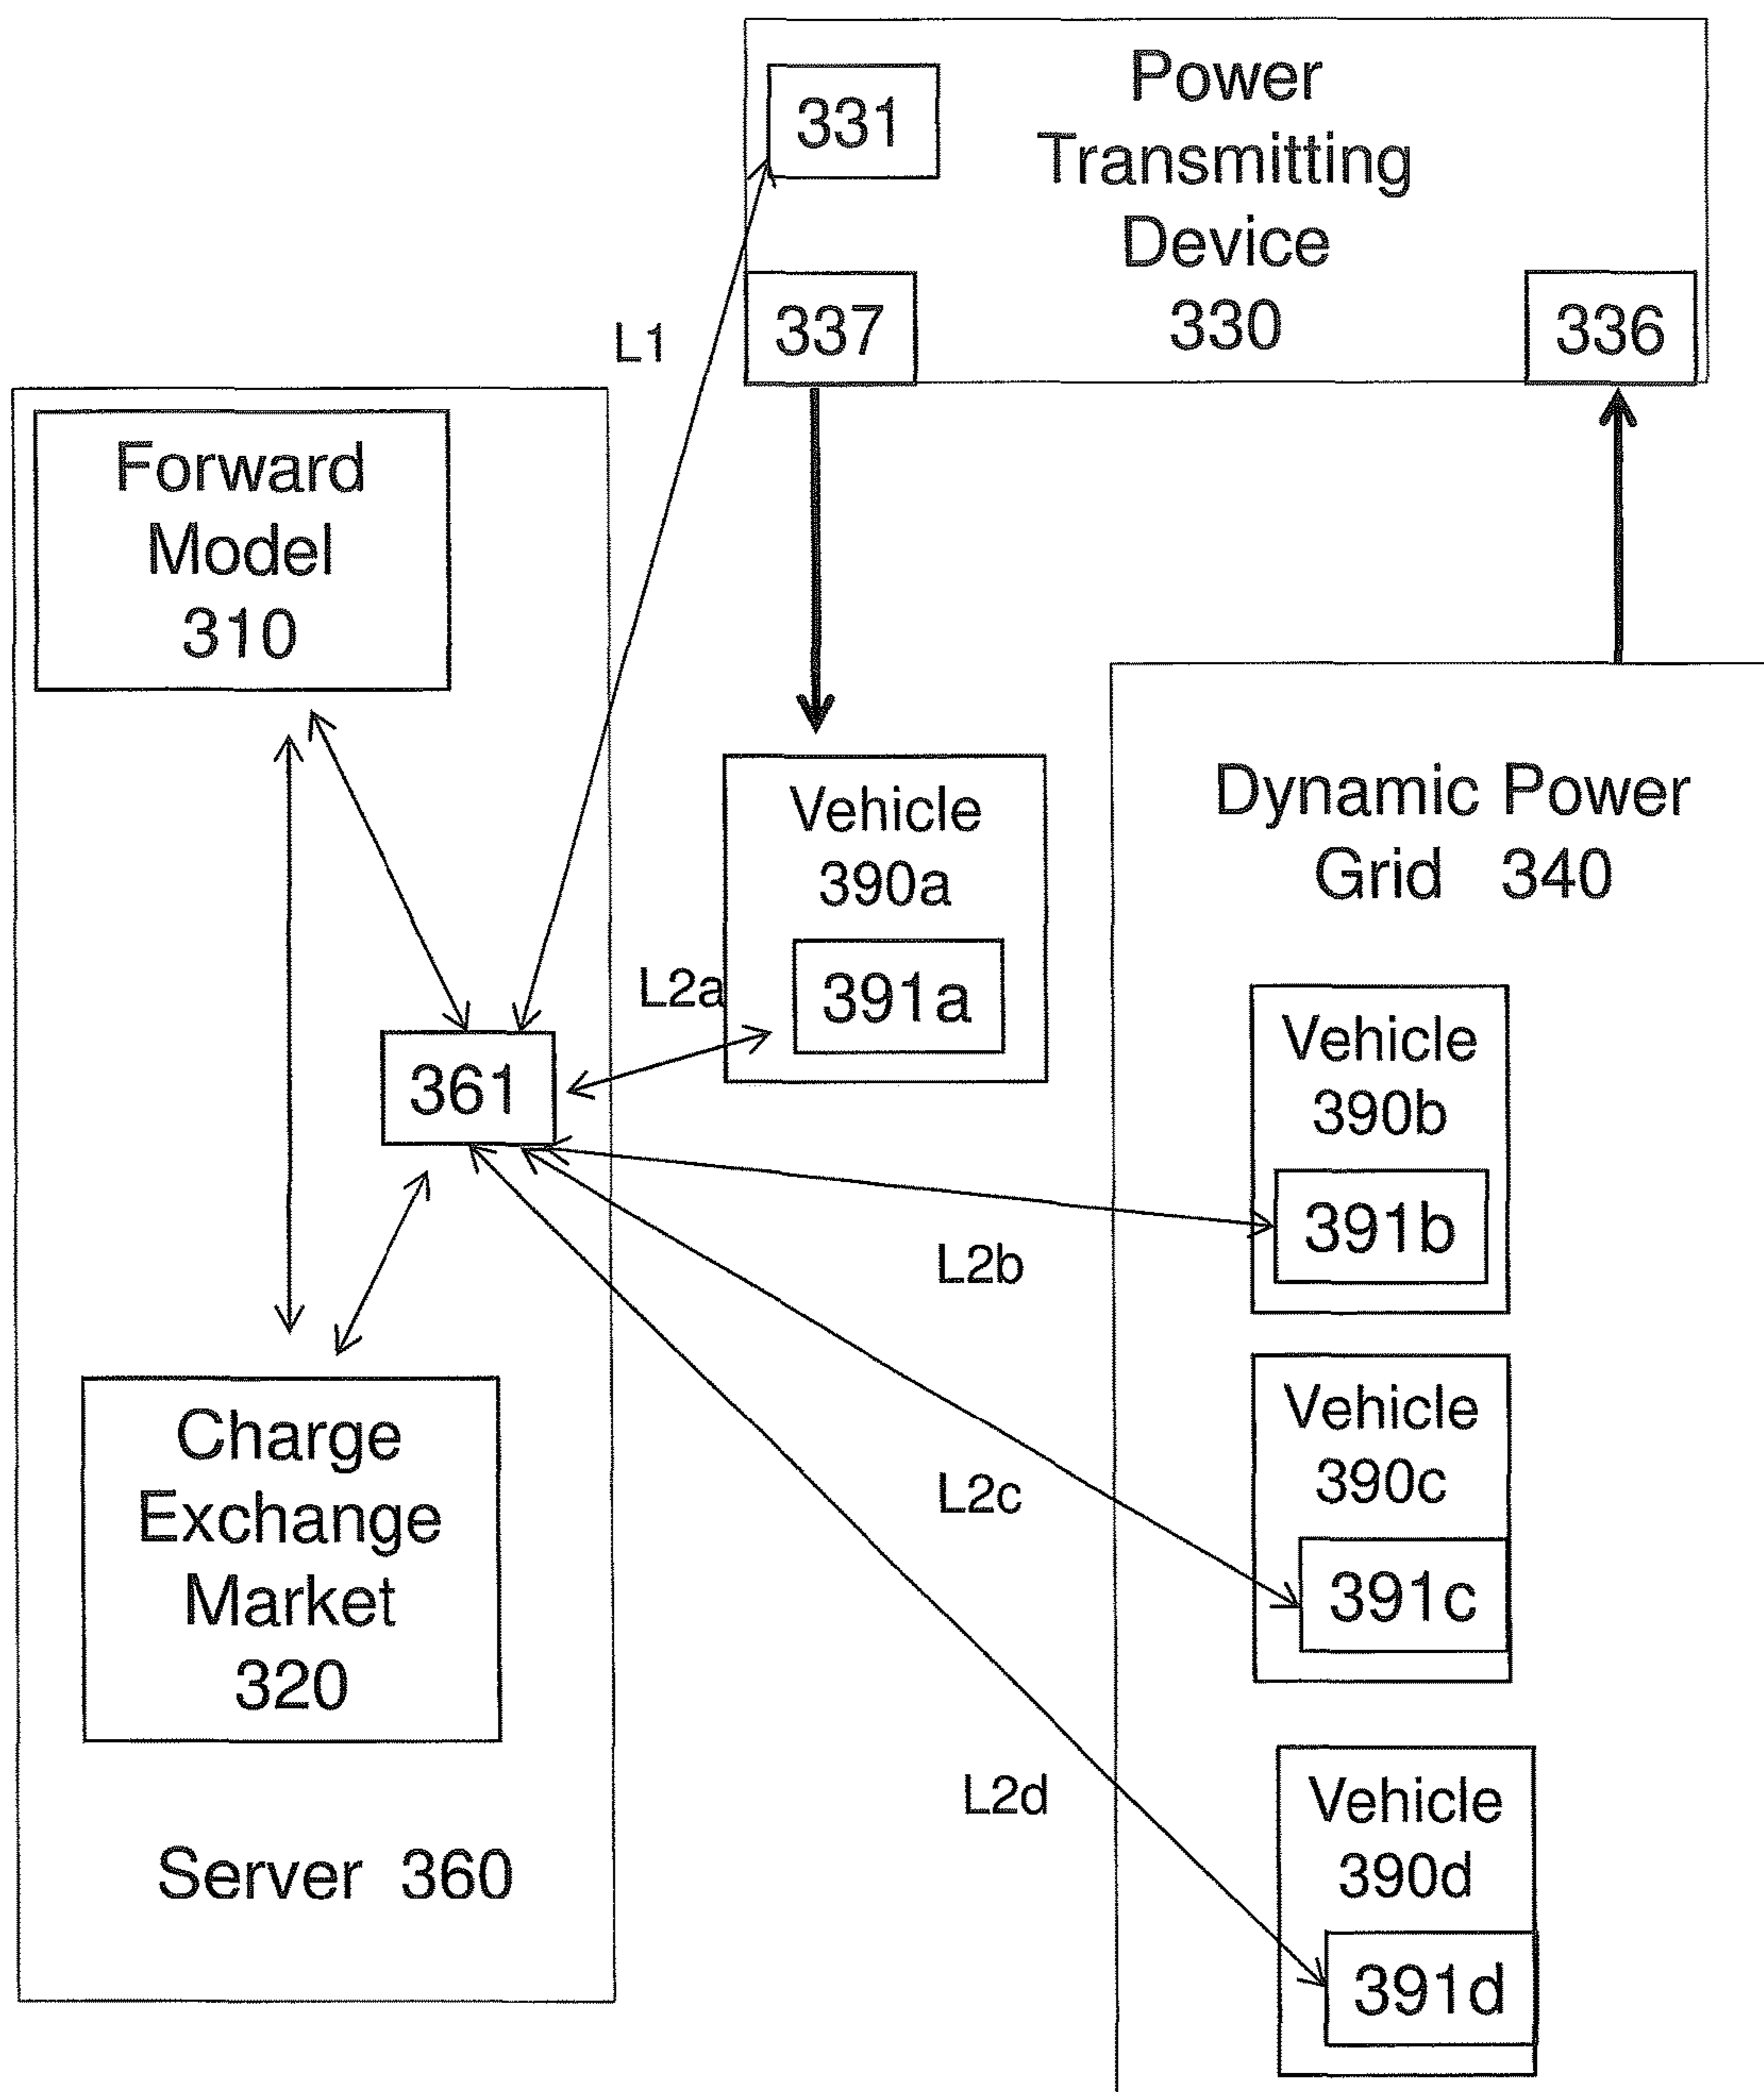 331
Power
Transmitting
Device
330
337
336
L1
Forward
Model
310
Vehicle
390a
391a
L2a
361
Dynamic Power
Grid 340
Vehicle
390b
391b
L2b
Vehicle
390c
391c
L2c
Charge
Exchange
Market
320
Server 360
L2d
Vehicle
390d
391d